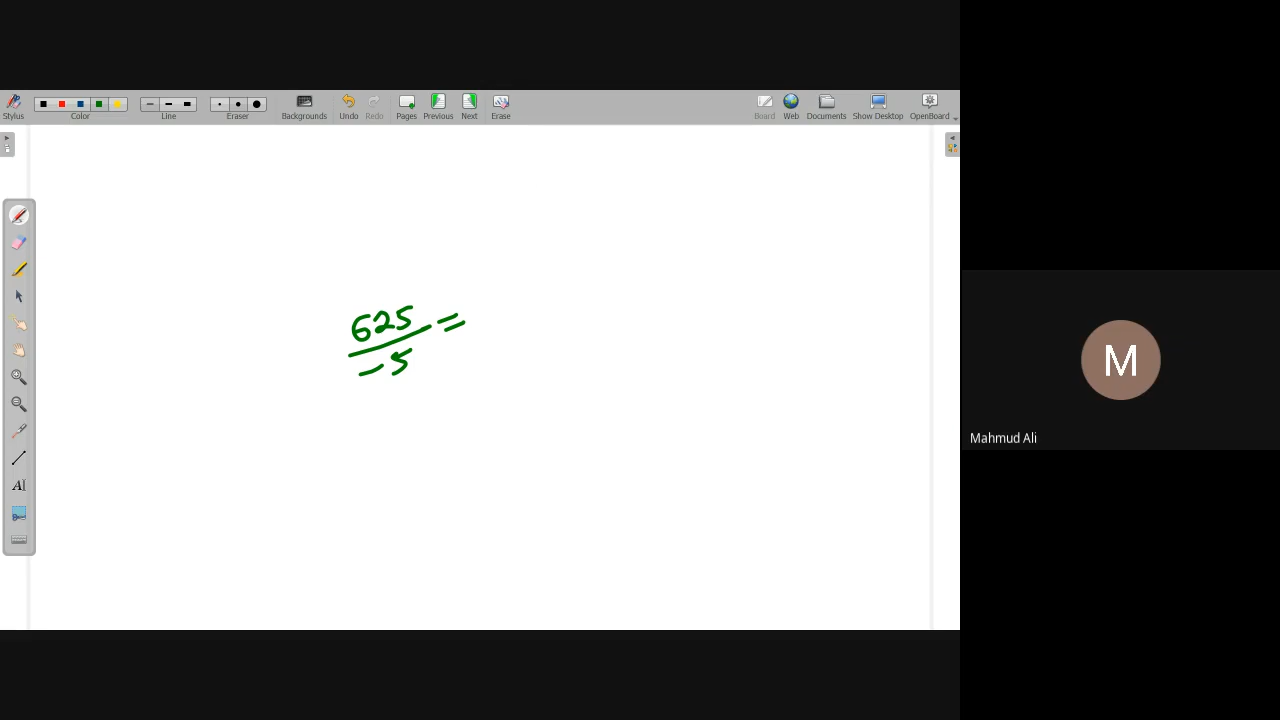 Stylus
Color
Line
Eraser
Backgrounds
Undo
Redo
Pages
Previous
Next
Erase
Board
Web
Documents
Show Desktop
OpenBoard
AI
625
— =
-5
M
Mahmud Ali